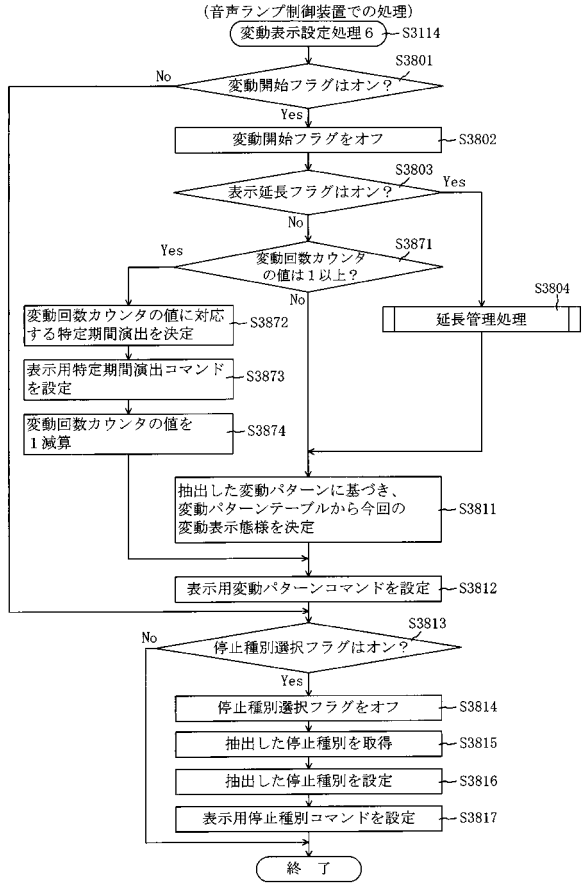 (音声ランプ制御装置での処理)
変動表示設定処理6
S3114
S3801
変動開始フラグはオン?
No
Yes
変動開始フラグをオフ
S3802
S3803
表示延長フラグはオン?
Yes
No
S3871
変動回数カウンタ
の値は1以上?
Yes
No
変動回数カウンタの値に対応
する特定期間演出を決定
S3872
S3804
延長管理処理
表示用特定期間演出コマンド
を設定
S3873
変動回数カウンタの値を
1減算
S3874
抽出した変動パターンに基づき、
変動パターンテーブルから今回の
変動表示態様を決定
S3811
表示用変動パターンコマンドを設定
S3812
S3813
停止種別選択フラグはオン?
No
Yes
停止種別選択フラグをオフ
S3814
抽出した停止種別を取得
S3815
抽出した停止種別を設定
S3816
表示用停止種別コマンドを設定
S3817
終 了